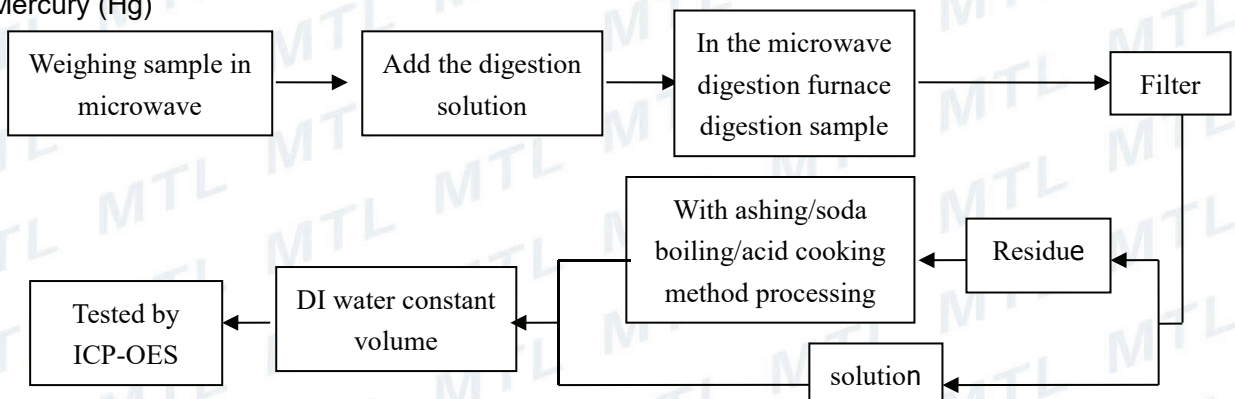 Mercury (Hg)
Weighing sample in
microwave
Add the digestion
solution
In the microwave
digestion furnace
digestion sample
Filter
With ashing/soda
boiling/acid cooking
method processing
Residue
solution
DI water constant
volume
Tested by
ICP-OES
MTL